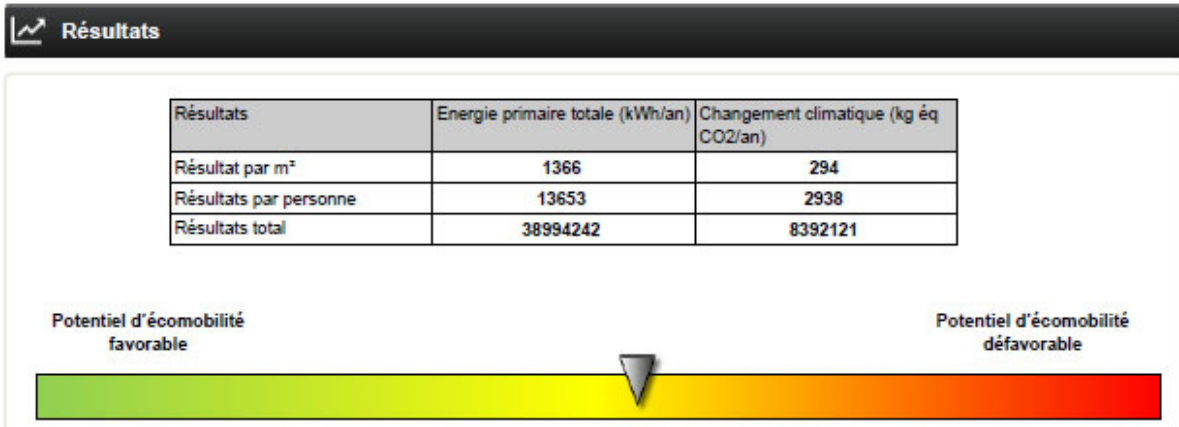 Résultats
Résultats Energie primaire totale (kWh/an) Changement climatique (kg éq
CO2/an)
Résultat par m² 1366 294
Résultats par personne 13653 2938
Résultats total 38994242 8392121
Potentiel d'écomobilité
favorable
Potentiel d'écomobilité
défavorable